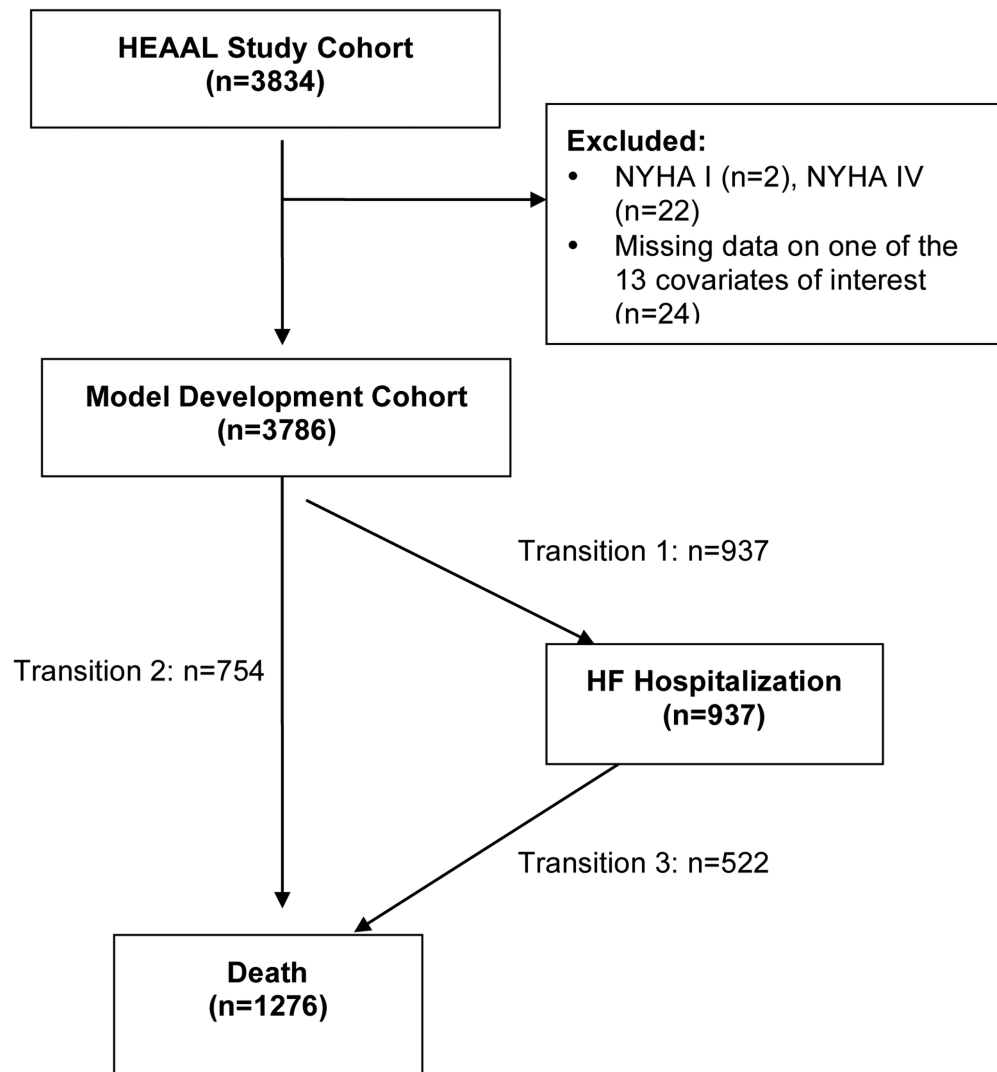 HEAAL Study Cohort
(n=3834)
Excluded:
• NYHA I (n=2), NYHA IV
(n=22)
• Missing data on one of the
13 covariates of interest
(n=24)
Model Development Cohort
(n=3786)
Transition 1: n=937
Transition 2: n=754
HF Hospitalization
(n=937)
Transition 3: n=522
Death
(n=1276)